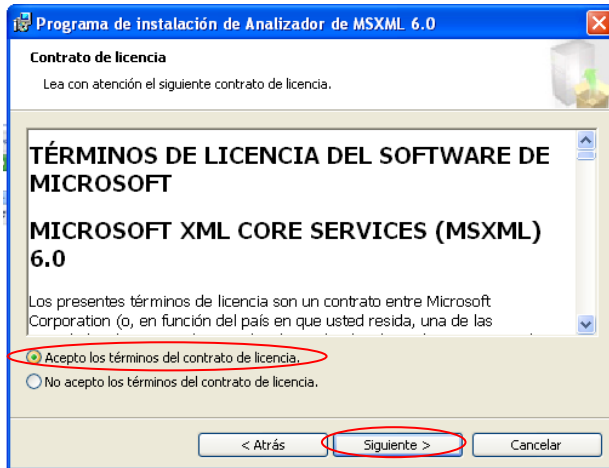 Programa de instalación de Analizador de MSXML 6.0
Contrato de licencia
Lea con atención el siguiente contrato de licencia.
TÉRMINOS DE LICENCIA DEL SOFTWARE DE
MICROSOFT
MICROSOFT XML CORE SERVICES (MSXML)
6.0
Los presentes términos de licencia son un contrato entre Microsoft
Corporation (o, en función del país en que usted resida, una de las
Acepto los términos del contrato de licencia.
No acepto los términos del contrato de licencia.
< Atrás
Siguiente >
Cancelar